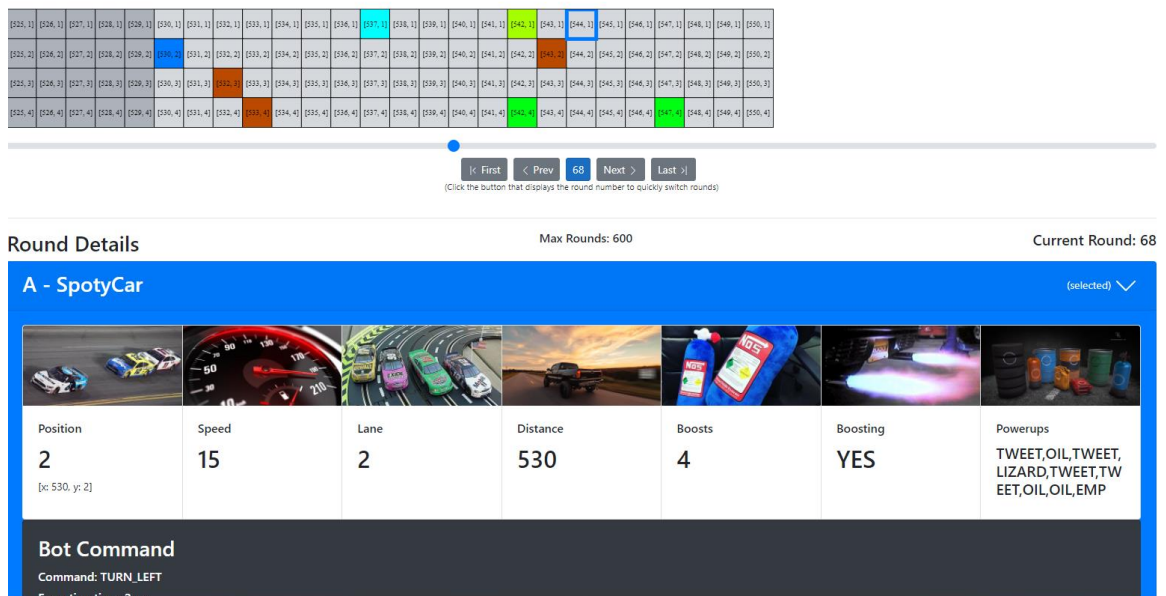 [525, 1] [526, 1] [527, 1] [528, 1] [529, 1] [530, 1] [531, 1] [532, 1] [533, 1] [534, 1] [535, 1] [536, 1] [537, 1] [538, 1] [539, 1] [540, 1] [541, 1] [542, 1] [543, 1] [544, 1] [545, 1] [546, 1] [547, 1] [548, 1] [549, 1] [550, 1]
[525, 2] [526, 2] [527, 2] [528, 2] [529, 2] [530, 2] [531, 2] [532, 2] [533, 2] [534, 2] [535, 2] [536, 2] [537, 2] [538, 2] [539, 2] [540, 2] [541, 2] [542, 2] [543, 2] [544, 2] [545, 2] [546, 2] [547, 2] [548, 2] [549, 2] [550, 2]
[525, 3] [526, 3] [527, 3] [528, 3] [529, 3] [530, 3] [531, 3] [532, 3] [533, 3] [534, 3] [535, 3] [536, 3] [537, 3] [538, 3] [539, 3] [540, 3] [541, 3] [542, 3] [543, 3] [544, 3] [545, 3] [546, 3] [547, 3] [548, 3] [549, 3] [550, 3]
[525, 4] [526, 4] [527, 4] [528, 4] [529, 4] [530, 4] [531, 4] [532, 4] [533, 4] [534, 4] [535, 4] [536, 4] [537, 4] [538, 4] [539, 4] [540, 4] [541, 4] [542, 4] [543, 4] [544, 4] [545, 4] [546, 4] [547, 4] [548, 4] [549, 4] [550, 4]
First Prev 68 Next Last
(Click the button that displays the round number to quickly switch rounds)
Round Details Max Rounds: 600 Current Round: 68
A - SpotyCar (selected)
50 90 130 170 210 30
NOS NOS
Position Speed Lane Distance Boosts Boosting Powerups
2 15 2 530 4 YES TWEET,OIL,TWEET,
LIZARD,TWEET,TW
EET,OIL,OIL,EMP
[x: 530, y: 2]
Bot Command
Command: TURN_LEFT